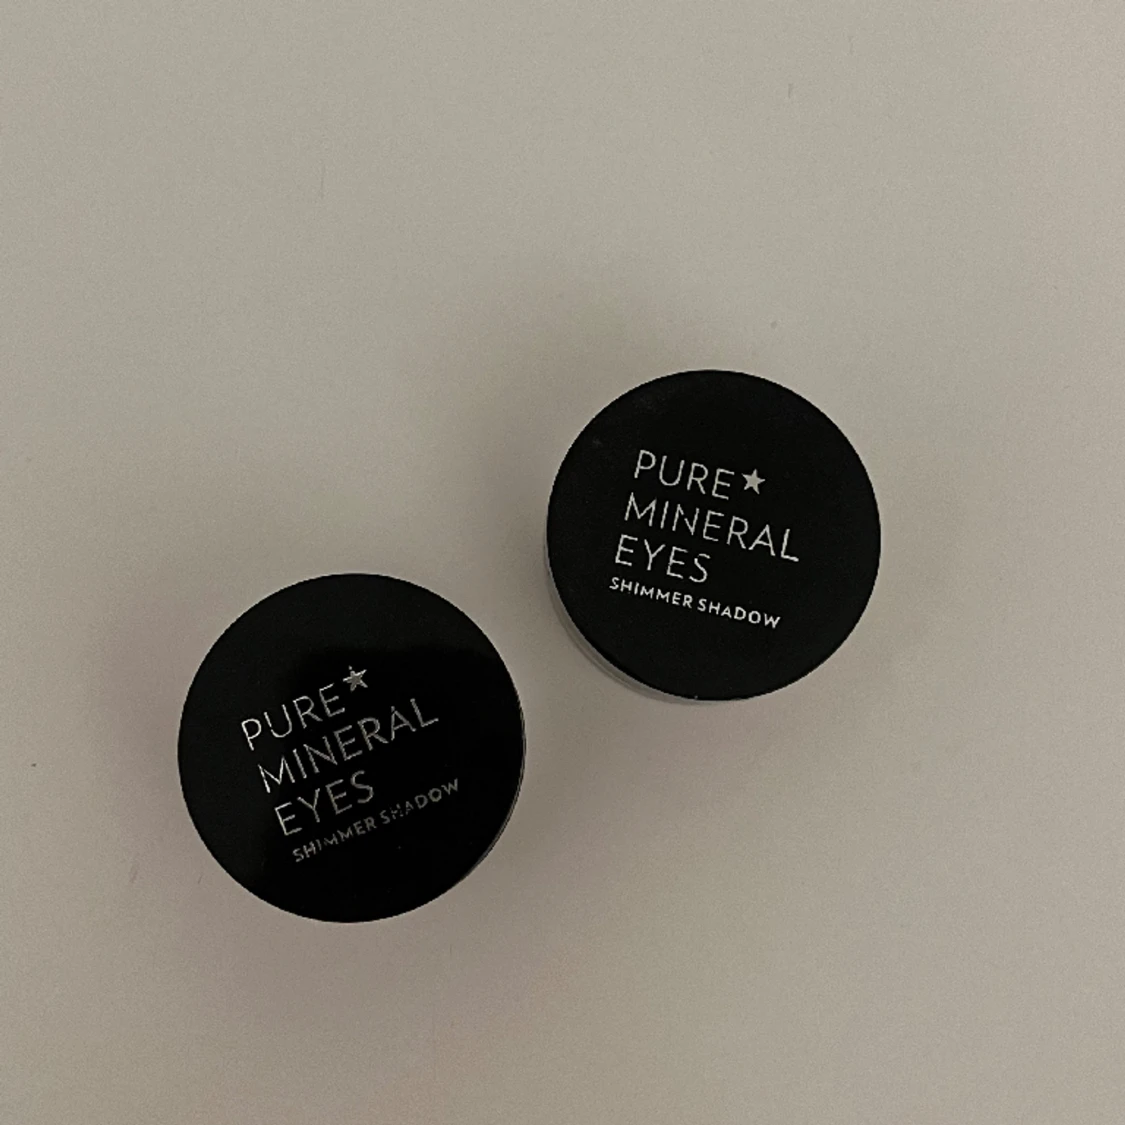 PURE★
MINERAL
EYES
SHIMMER SHADOW
PURE★
MINERAL
EYES
SHIMMER SHADOW